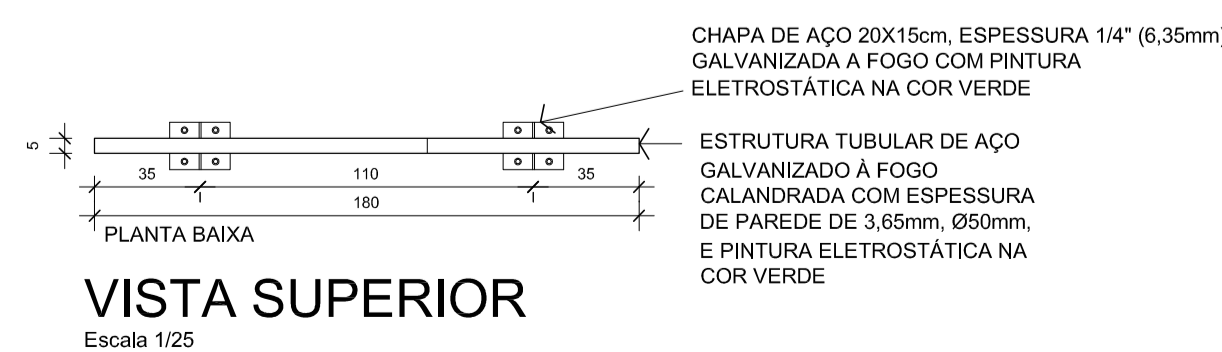 CHAPA DE AÇO 20X15cm, ESPESSURA 1/4" (6,35mm)
GALVANIZADA A FOGO COM PINTURA
ELETROSTÁTICA NA COR VERDE
ESTRUTURA TUBULAR DE AÇO
GALVANIZADO À FOGO
CALANDRADA COM ESPESSURA
DE PAREDE DE 3,65mm, Ø50mm,
E PINTURA ELETROSTÁTICA NA
COR VERDE
5
35 110 35
180
PLANTA BAIXA
VISTA SUPERIOR
Escala 1/25